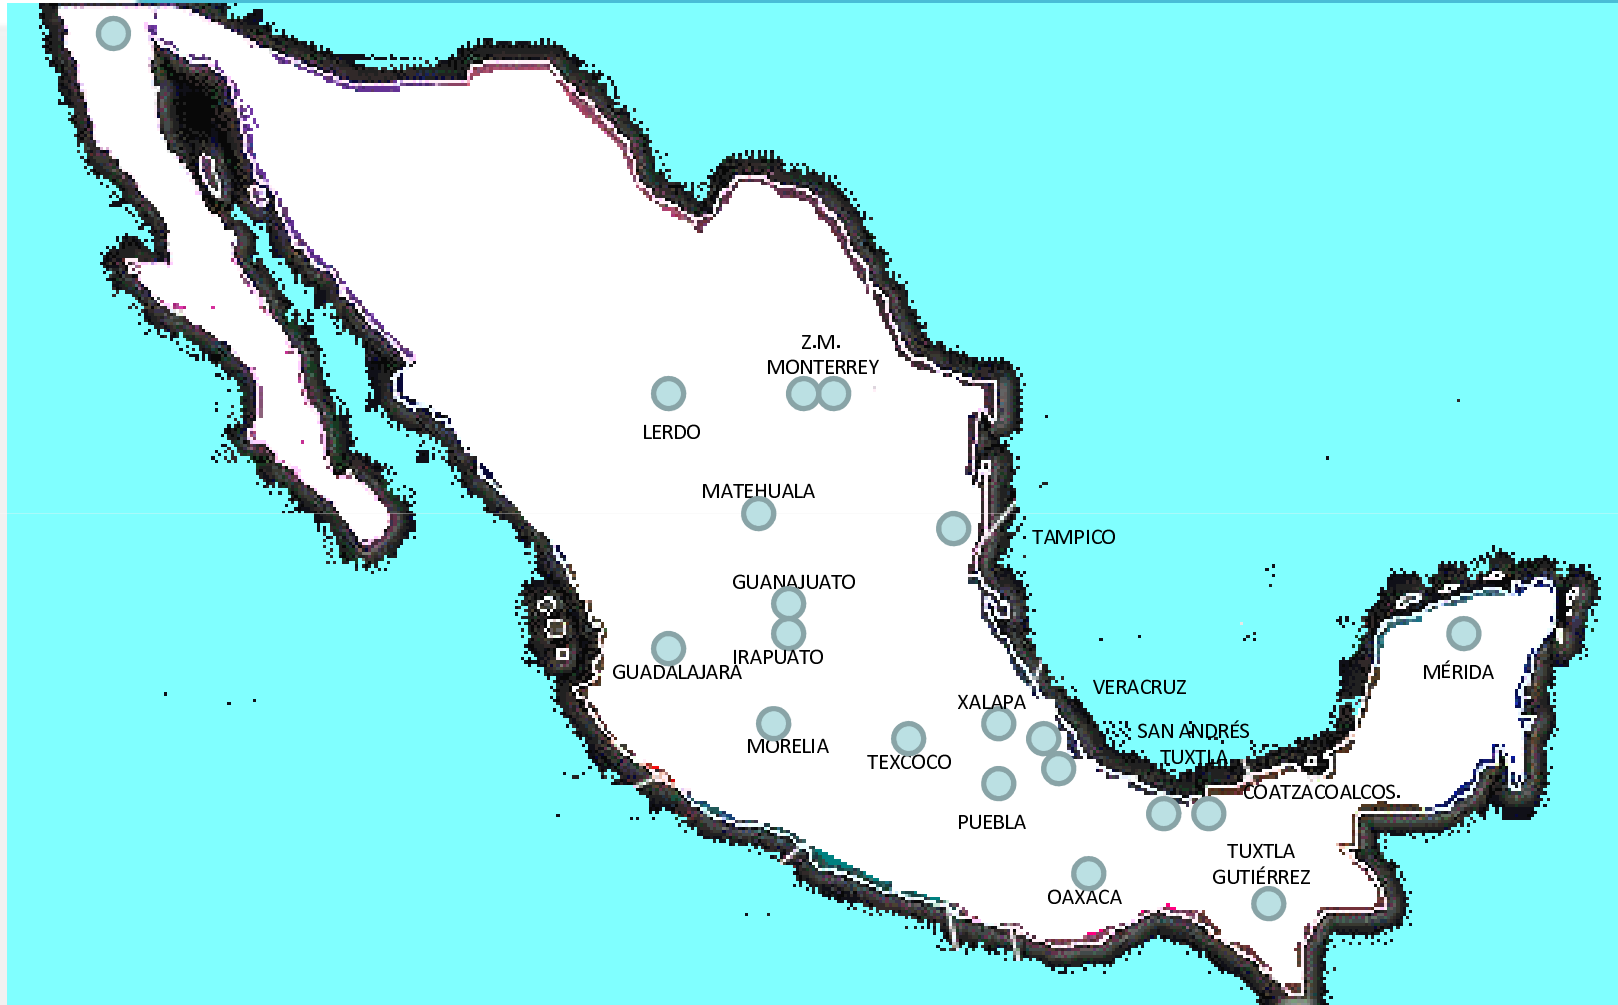 Z.M.
MONTERREY
LERDO
MATEHUALA
TAMPICO
GUANAJUATO
IRAPUATO
GUADALAJARA
MÉRIDA
VERACRUZ
XALAPA
SAN ANDRÉS
TUXTLA
MORELIA
TEXCOCO
COATZACOALCOS.
PUEBLA
TUXTLA
GUTIÉRREZ
OAXACA